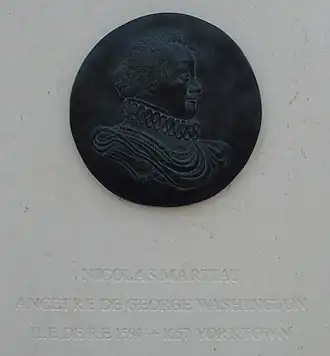 NICOLAS MARTIAU
ANCETRE DE GEORGE WASHINGTON
ILE DE RE 1591 + 1657 YORKTOWN